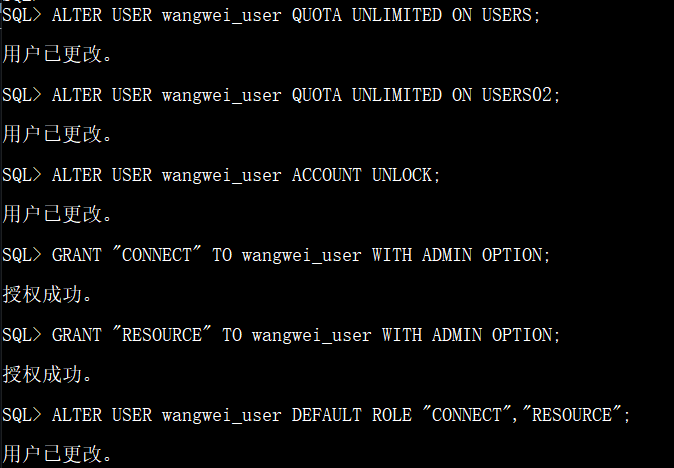 SQL> ALTER USER wangwei_user QUOTA UNLIMITED ON USERS;
用户已更改。
SQL> ALTER USER wangwei_user QUOTA UNLIMITED ON USERS02;
用户已更改。
SQL> ALTER USER wangwei_user ACCOUNT UNLOCK;
用户已更改。
SQL> GRANT "CONNECT" TO wangwei_user WITH ADMIN OPTION;
授权成功。
SQL> GRANT "RESOURCE" TO wangwei_user WITH ADMIN OPTION;
授权成功。
SQL> ALTER USER wangwei_user DEFAULT ROLE "CONNECT","RESOURCE";
用户已更改。